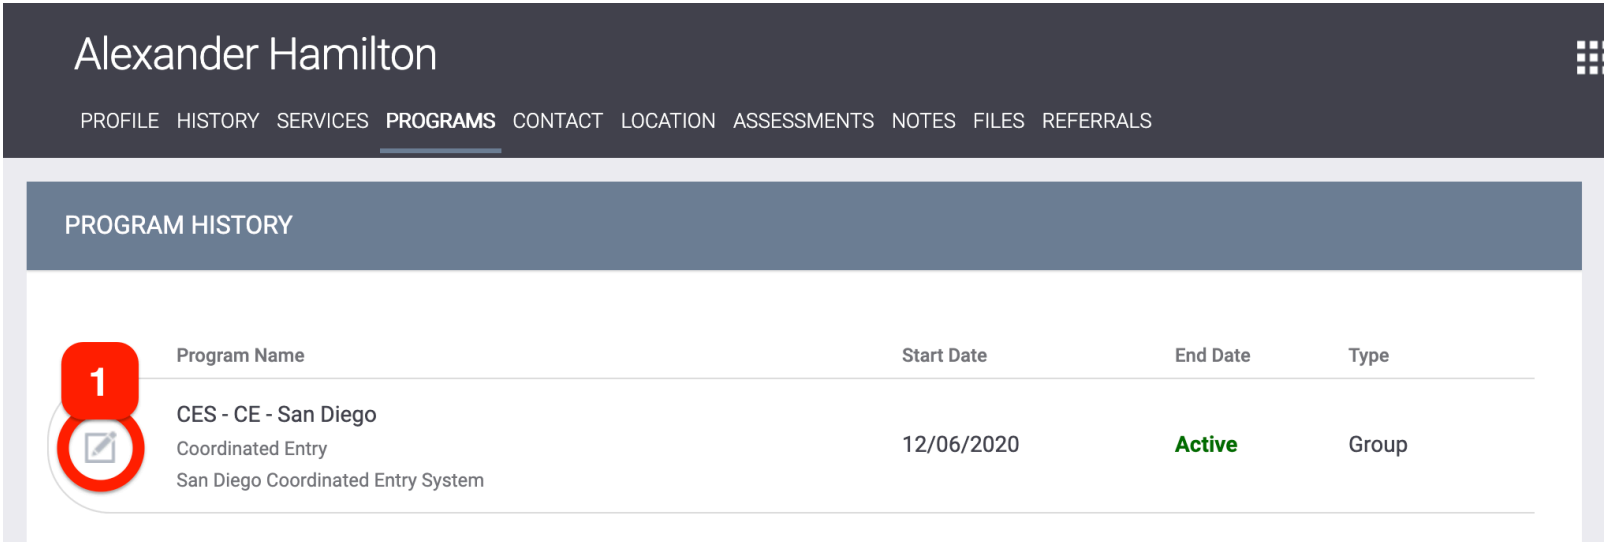 Alexander Hamilton
PROFILE HISTORY SERVICES PROGRAMS CONTACT LOCATION ASSESSMENTS NOTES FILES REFERRALS
PROGRAM HISTORY
Program Name Start Date End Date Type
1
CES - CE - San Diego
Coordinated Entry
San Diego Coordinated Entry System
12/06/2020 Active Group